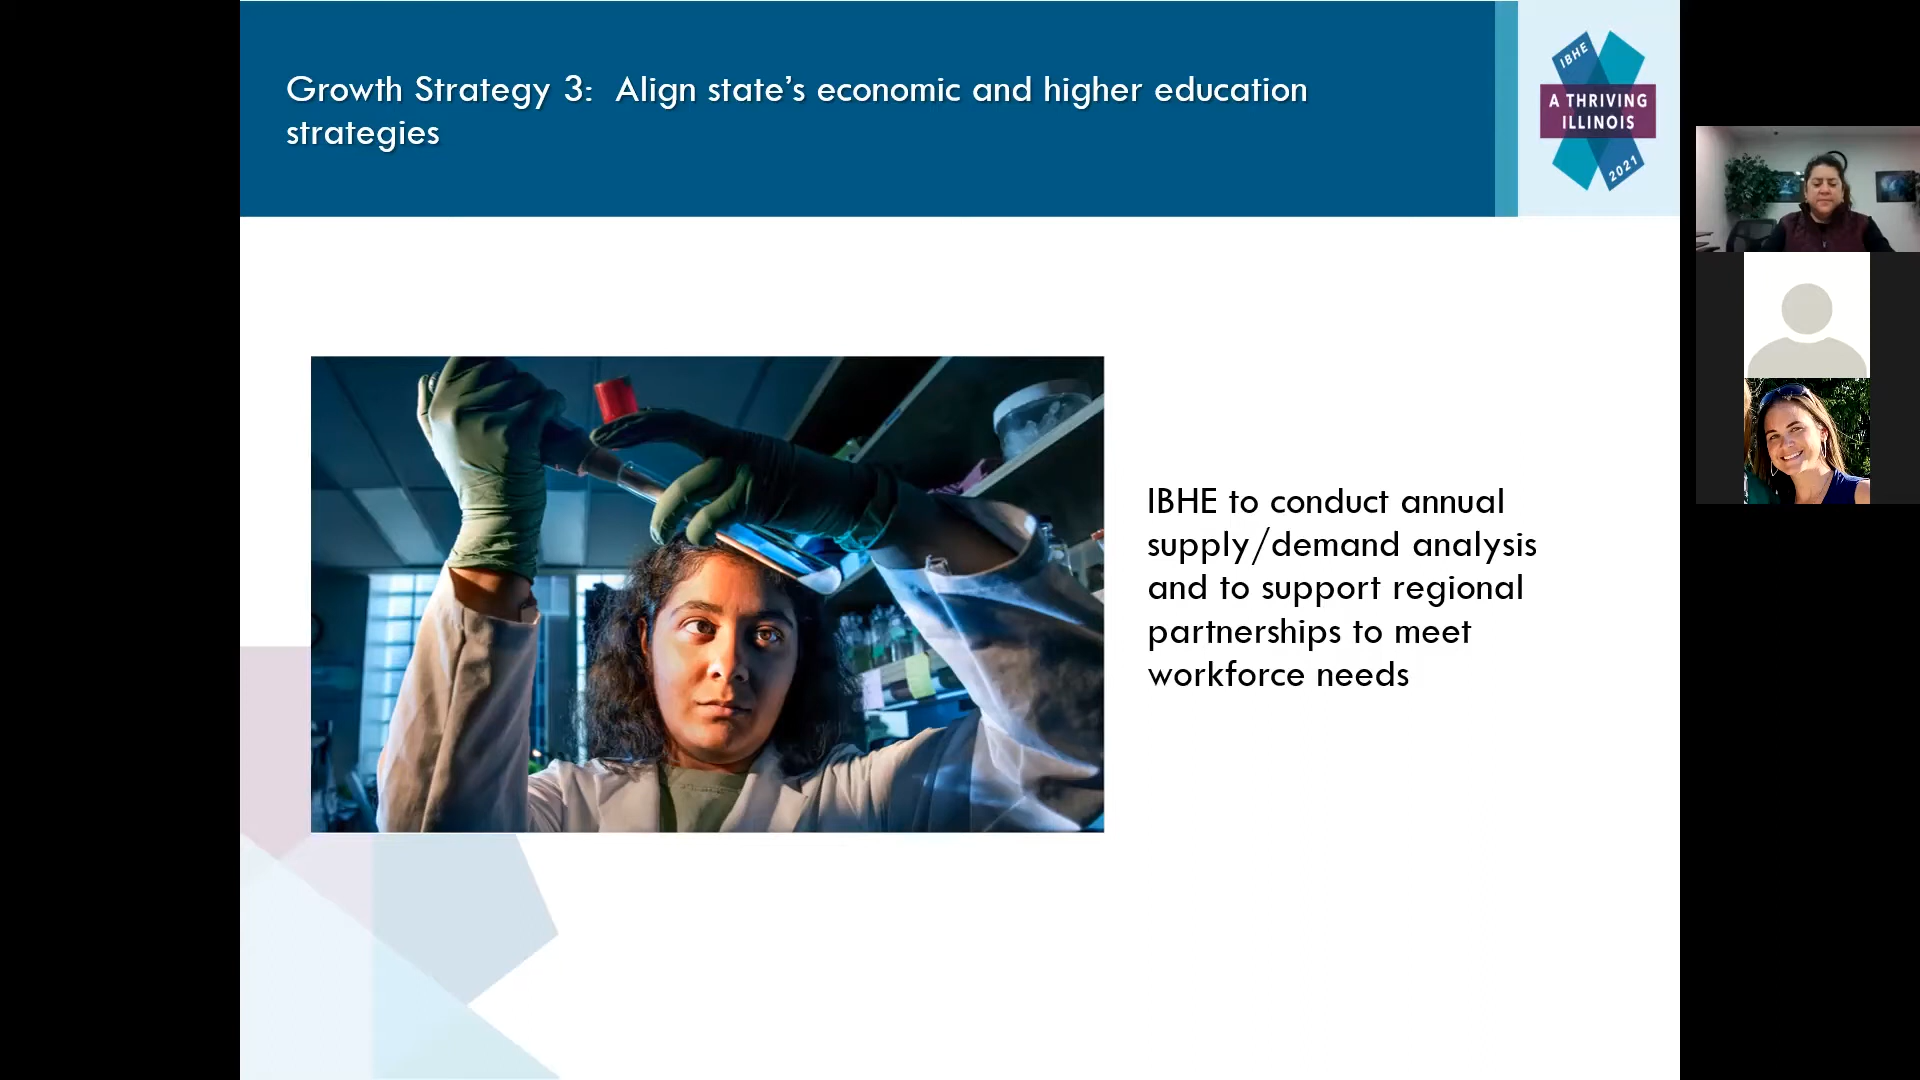 Growth Strategy 3:  Align state's economic and higher education
strategies
IBHE
A THRIVING
ILLINOIS
2021
IBHE to conduct annual
supply/demand analysis
and to support regional
partnerships to meet
workforce needs